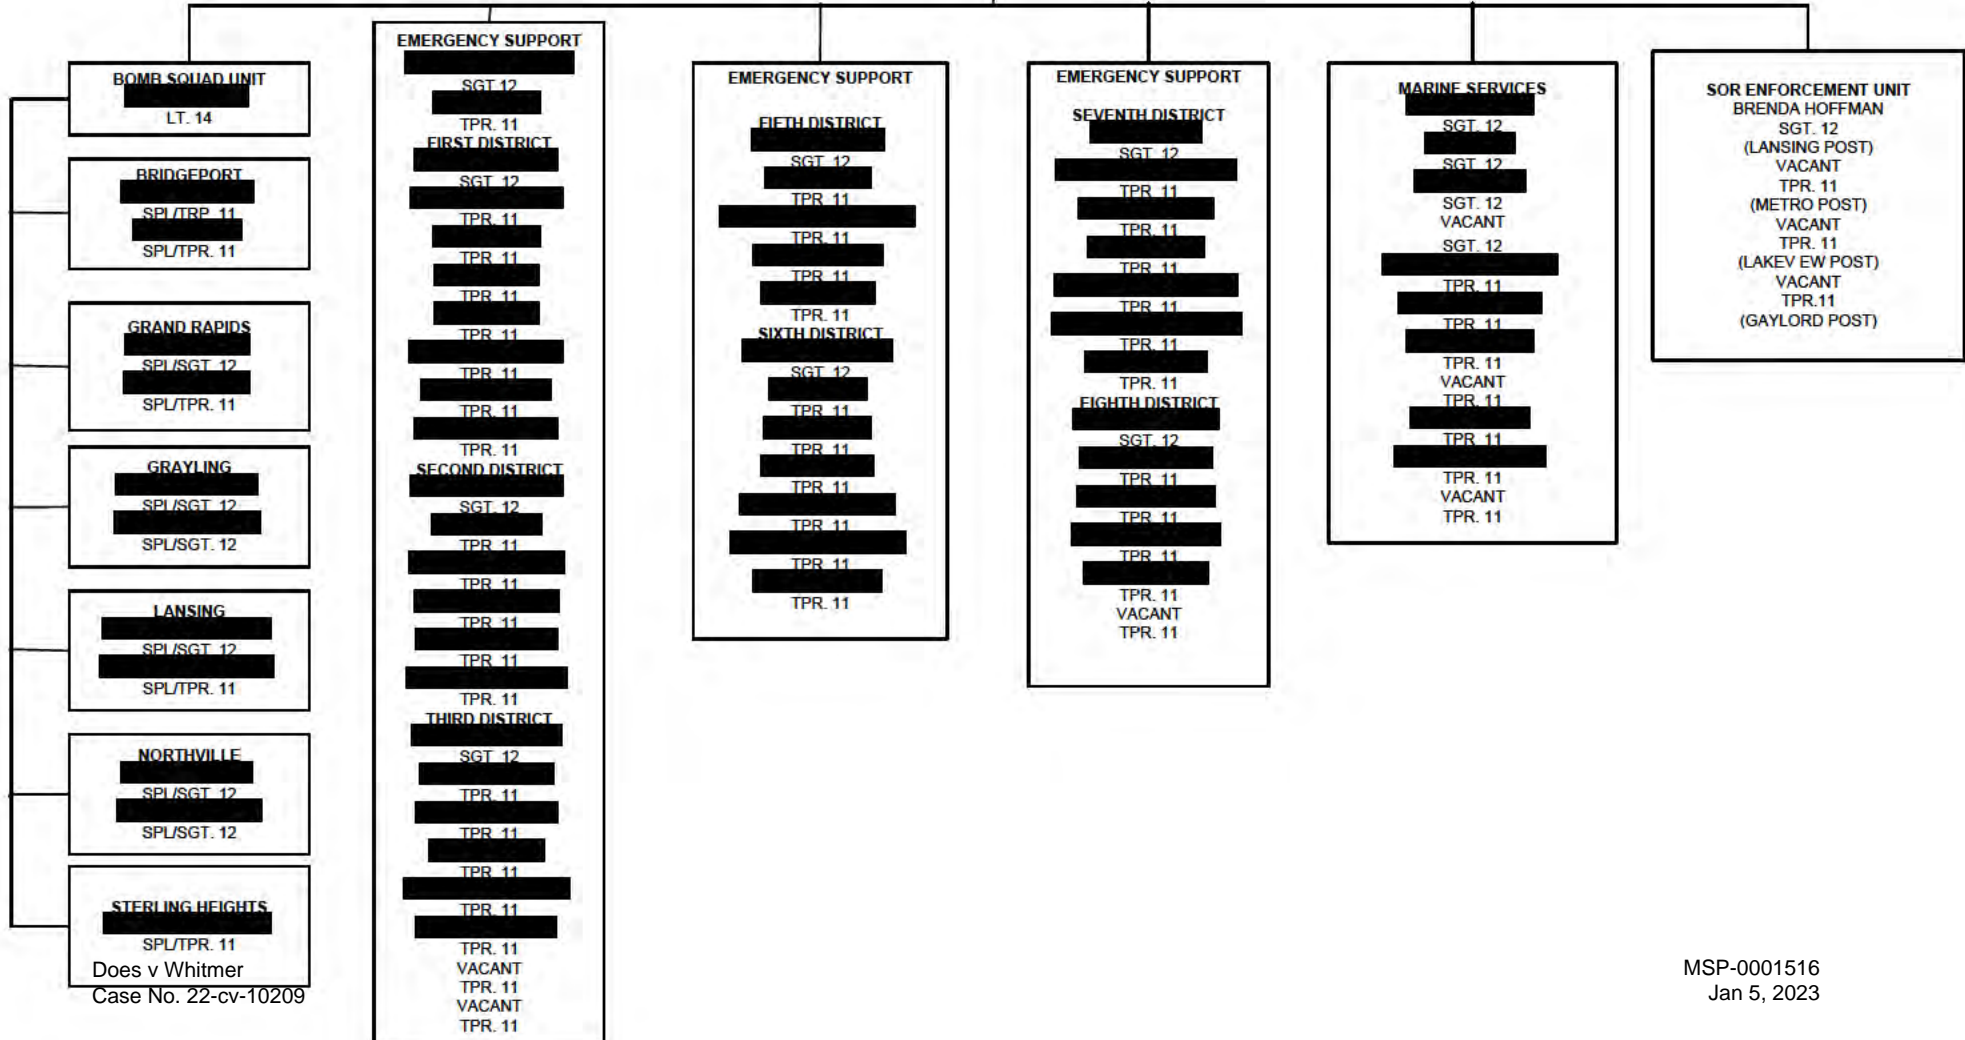 BOMB SQUAD UNIT
LT. 14
BRIDGEPORT
SPL/TRP. 11
SPL/TPR. 11
GRAND RAPIDS
SPL/SGT. 12
SPL/TPR. 11
GRAYLING
SPL/SGT. 12
SPL/SGT. 12
LANSING
SPL/SGT. 12
SPL/TPR. 11
NORTHVILLE
SPL/SGT. 12
SPL/SGT. 12
STERLING HEIGHTS
SPL/TPR. 11
EMERGENCY SUPPORT
SGT. 12
TPR. 11
FIRST DISTRICT
SGT. 12
TPR. 11
TPR. 11
TPR. 11
TPR. 11
TPR. 11
TPR. 11
TPR. 11
SECOND DISTRICT
SGT. 12
TPR. 11
TPR. 11
TPR. 11
TPR. 11
TPR. 11
THIRD DISTRICT
SGT. 12
TPR. 11
TPR. 11
TPR. 11
TPR. 11
TPR. 11
VACANT
TPR. 11
VACANT
TPR. 11
EMERGENCY SUPPORT
FIFTH DISTRICT
SGT. 12
TPR. 11
TPR. 11
TPR. 11
TPR. 11
SIXTH DISTRICT
SGT. 12
TPR. 11
TPR. 11
TPR. 11
TPR. 11
TPR. 11
TPR. 11
EMERGENCY SUPPORT
SEVENTH DISTRICT
SGT. 12
TPR. 11
TPR. 11
TPR. 11
TPR. 11
TPR. 11
TPR. 11
EIGHTH DISTRICT
SGT. 12
TPR. 11
TPR. 11
TPR. 11
TPR. 11
VACANT
TPR. 11
MARINE SERVICES
SGT. 12
SGT. 12
SGT. 12
VACANT
SGT. 12
TPR. 11
TPR. 11
TPR. 11
VACANT
TPR. 11
TPR. 11
TPR. 11
VACANT
TPR. 11
SOR ENFORCEMENT UNIT
BRENDA HOFFMAN
SGT. 12
(LANSING POST)
VACANT
TPR. 11
(METRO POST)
VACANT
TPR. 11
(LAKEV EW POST)
VACANT
TPR.11
(GAYLORD POST)
Does v Whitmer
Case No. 22-cv-10209
MSP-0001516
Jan 5, 2023